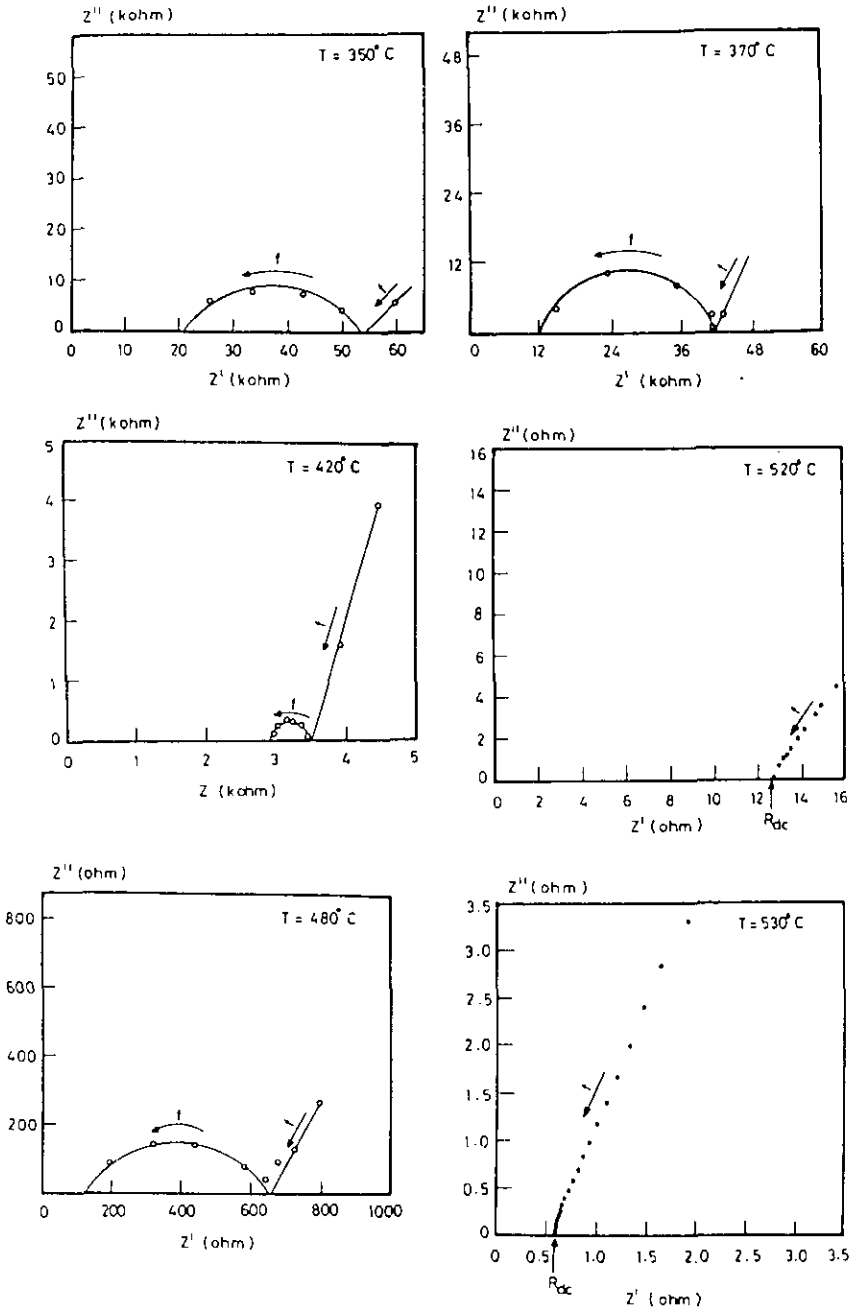 Z'' (kohm)
T = 350° C
50
40
30
20
10
0
f
f
0 10 20 30 40 50 60
Z' (kohm)
Z'' (kohm)
T = 370° C
48
36
24
12
f
f
0 12 24 36 48 60
Z' (kohm)
Z'' (kohm)
T = 420° C
5
4
3
2
1
0
f
f
0 1 2 3 4 5
Z (kohm)
Z'' (ohm)
T = 520° C
16
14
12
10
8
6
4
2
0
f
0 2 4 6 8 10 12 14 16
Z' (ohm)
Rdc
Z'' (ohm)
T = 480° C
800
600
400
200
f
f
0 200 400 600 800 1000
Z' (ohm)
Z'' (ohm)
T = 530° C
3.5
3.0
2.5
2.0
1.5
1.0
0.5
0
f
0 0.5 1.0 1.5 2.0 2.5 3.0 3.5
Rdc
Z' (ohm)